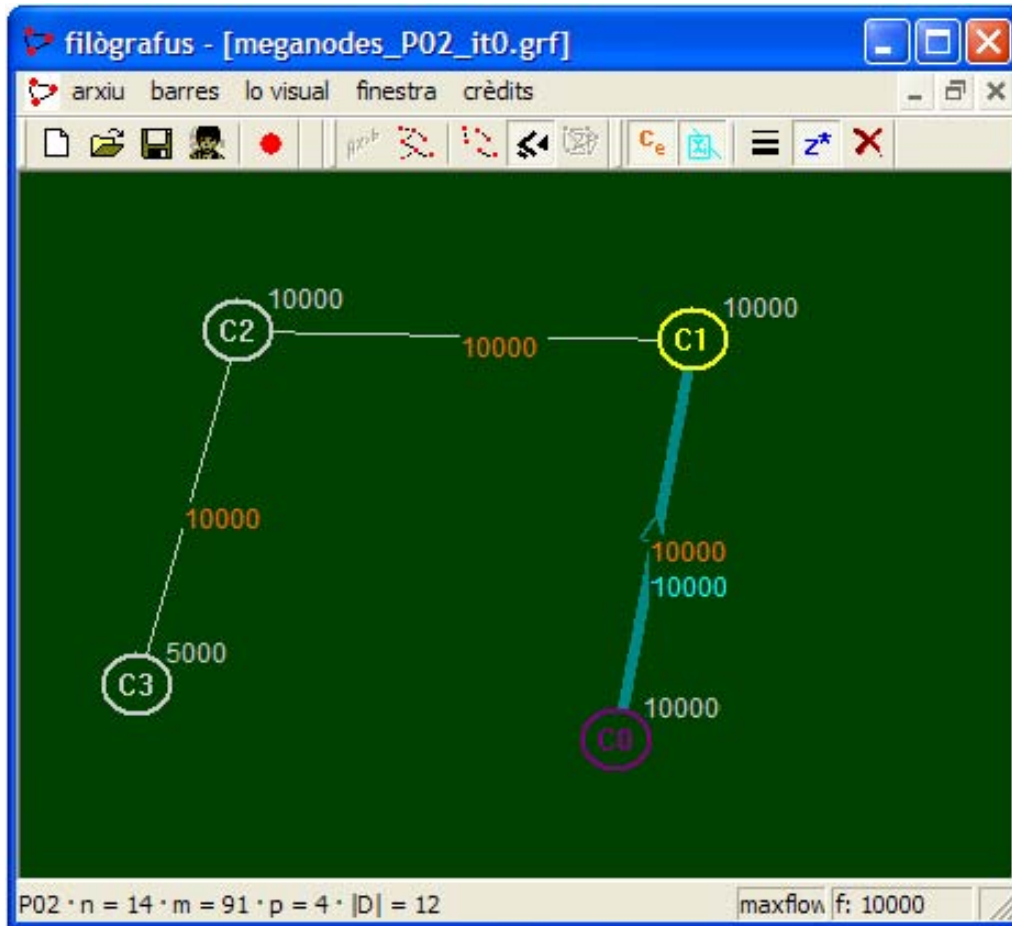 filògrafus - [meganodes_P02_it0.grf]
arxiu barres lo visual finestra crèdits
Ce z*
10000
C2
10000
C1
10000
10000
10000
10000
5000
C3
10000
C0
P02 · n = 14 · m = 91 · p = 4 · |D| = 12 maxflow f: 10000